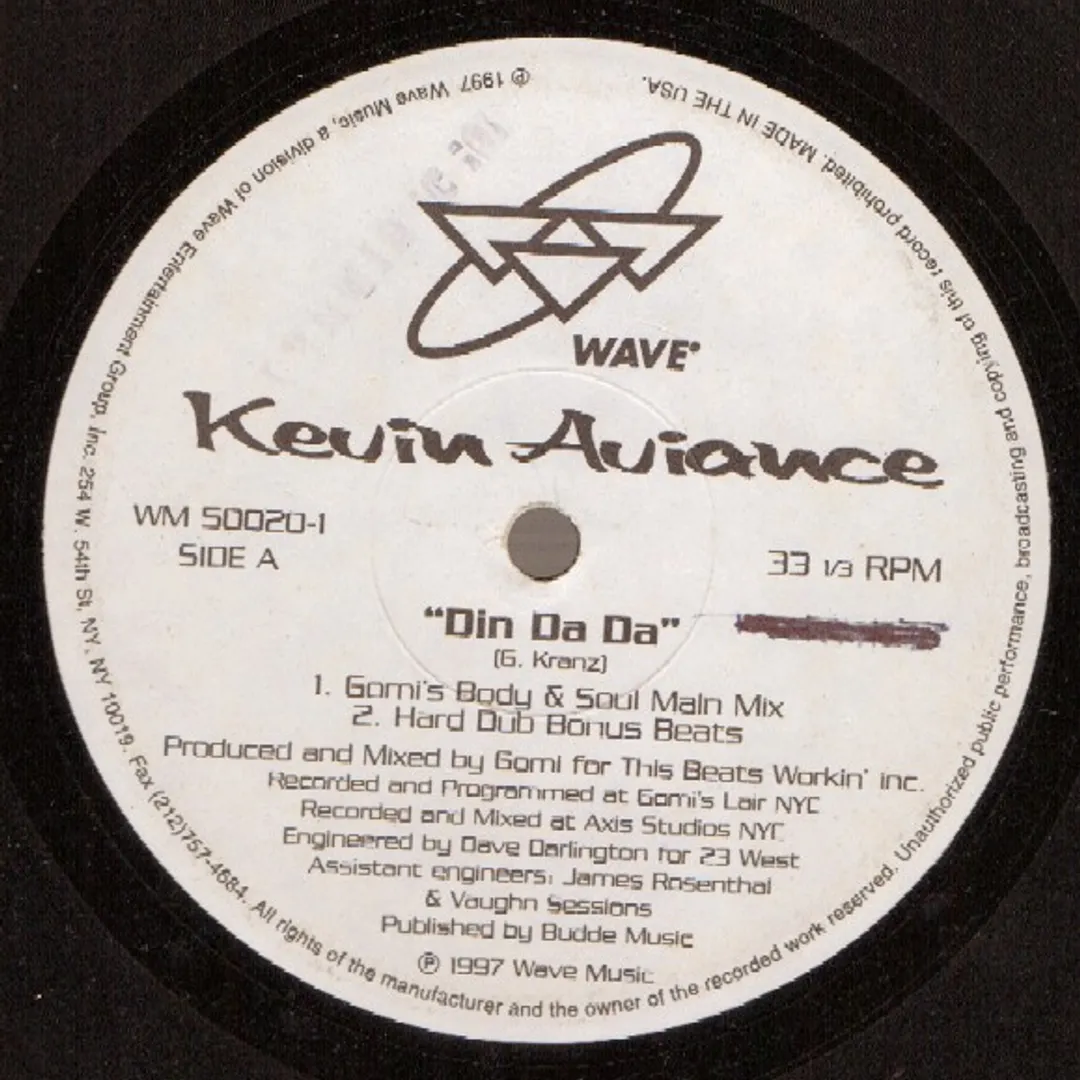 WAVE
Kevin Aviance
WM 50020-1
SIDE A
33 1/3 RPM
"Din Da Da"
(G. Kranz)
1. Gomi's Body & Soul Main Mix
2. Hard Dub Bonus Beats
Produced and Mixed by Gomi for This Beats Workin' inc.
Recorded and Programmed at Gomi's Lair NYC
Recorded and Mixed at Axis Studios NYC
Engineered by Dave Darlington for 23 West
Assistant engineers: James Rosenthal
& Vaughn Sessions
Published by Budde Music
℗ 1997 Wave Music
℗ 1997 Wave Music, a division of Wave Entertainment Group, Inc. 254 W. 54th St, NY, NY 10019. Fax (212)757-4684. All rights of the manufacturer and the owner of the recorded work reserved. Unauthorized public performance, broadcasting and copying of this record prohibited. MADE IN THE USA.